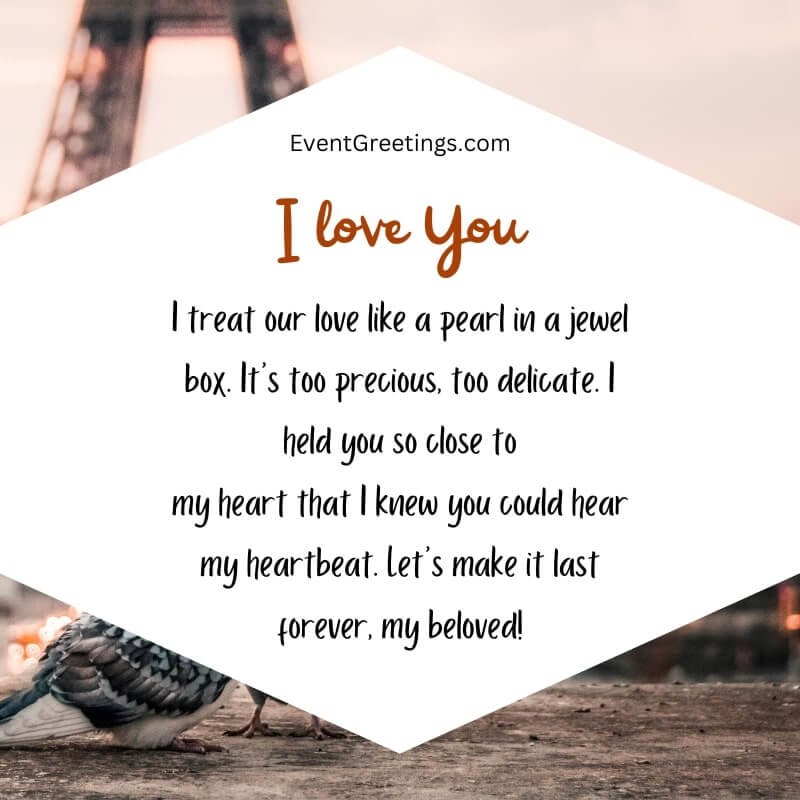 EventGreetings.com
I love You
I treat our love like a pearl in a jewel
box. It's too precious, too delicate. I
held you so close to
my heart that I knew you could hear
my heartbeat. Let's make it last
forever, my beloved!